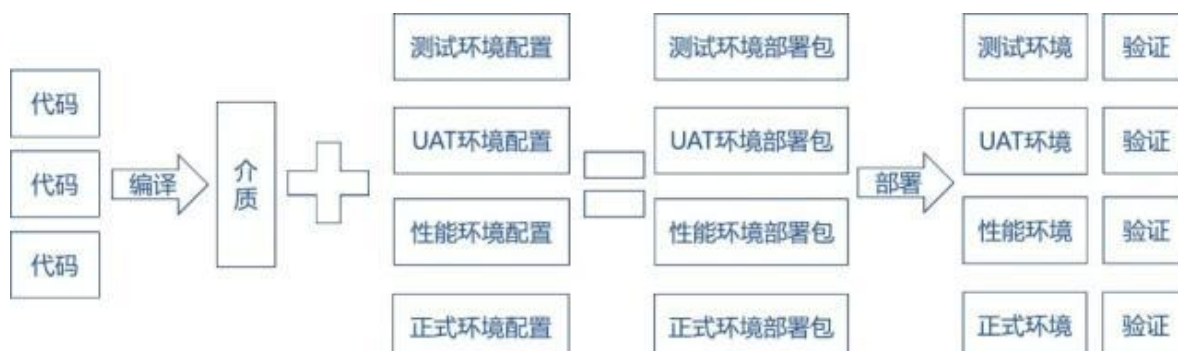 代码
代码
代码
编译
介质
测试环境配置
UAT环境配置
性能环境配置
正式环境配置
测试环境部署包
UAT环境部署包
性能环境部署包
正式环境部署包
部署
测试环境
验证
UAT环境
验证
性能环境
验证
正式环境
验证